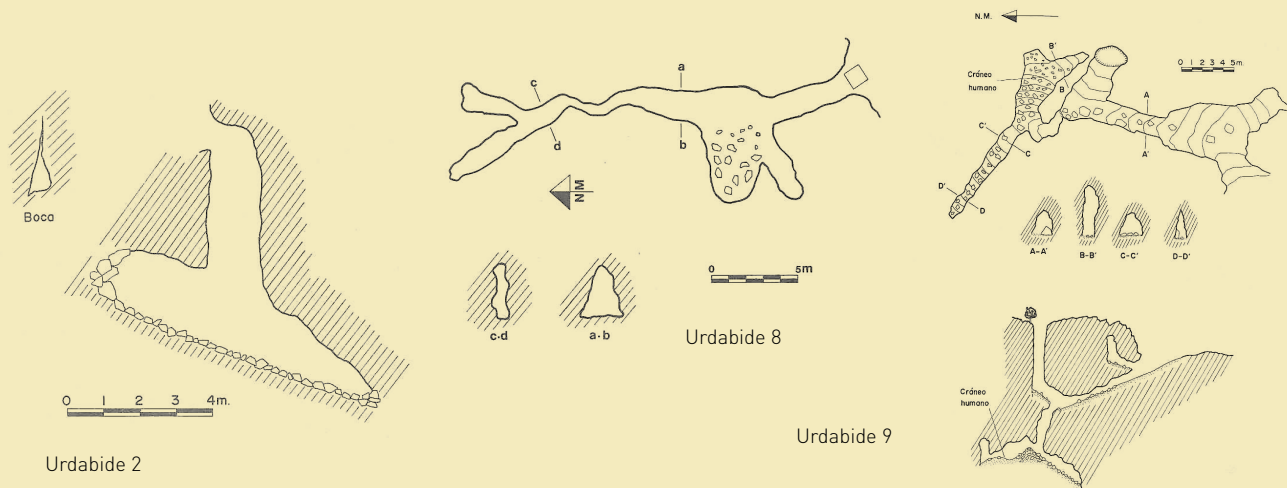 Boca
0 1 2 3 4m.
Urdabide 2
c
a
d
b
NM
c-d
a-b
0 5m
Urdabide 8
N.M.
0 1 2 3 4 5m.
B'
Cráneo
humano
B
A
C'
C
A'
D'
D
A-A'
B-B'
C-C'
D-D'
Cráneo
humano
Urdabide 9